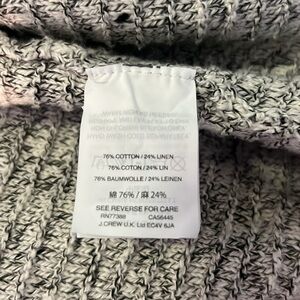 76% COTTON / 24% LINEN
76% COTON / 24% LIN
76% BAUMWOLLE / 24% LEINEN
綿 76% / 麻 24%
SEE REVERSE FOR CARE
RN77388 CA56445
J.CREW U.K. Ltd EC4V 6JA